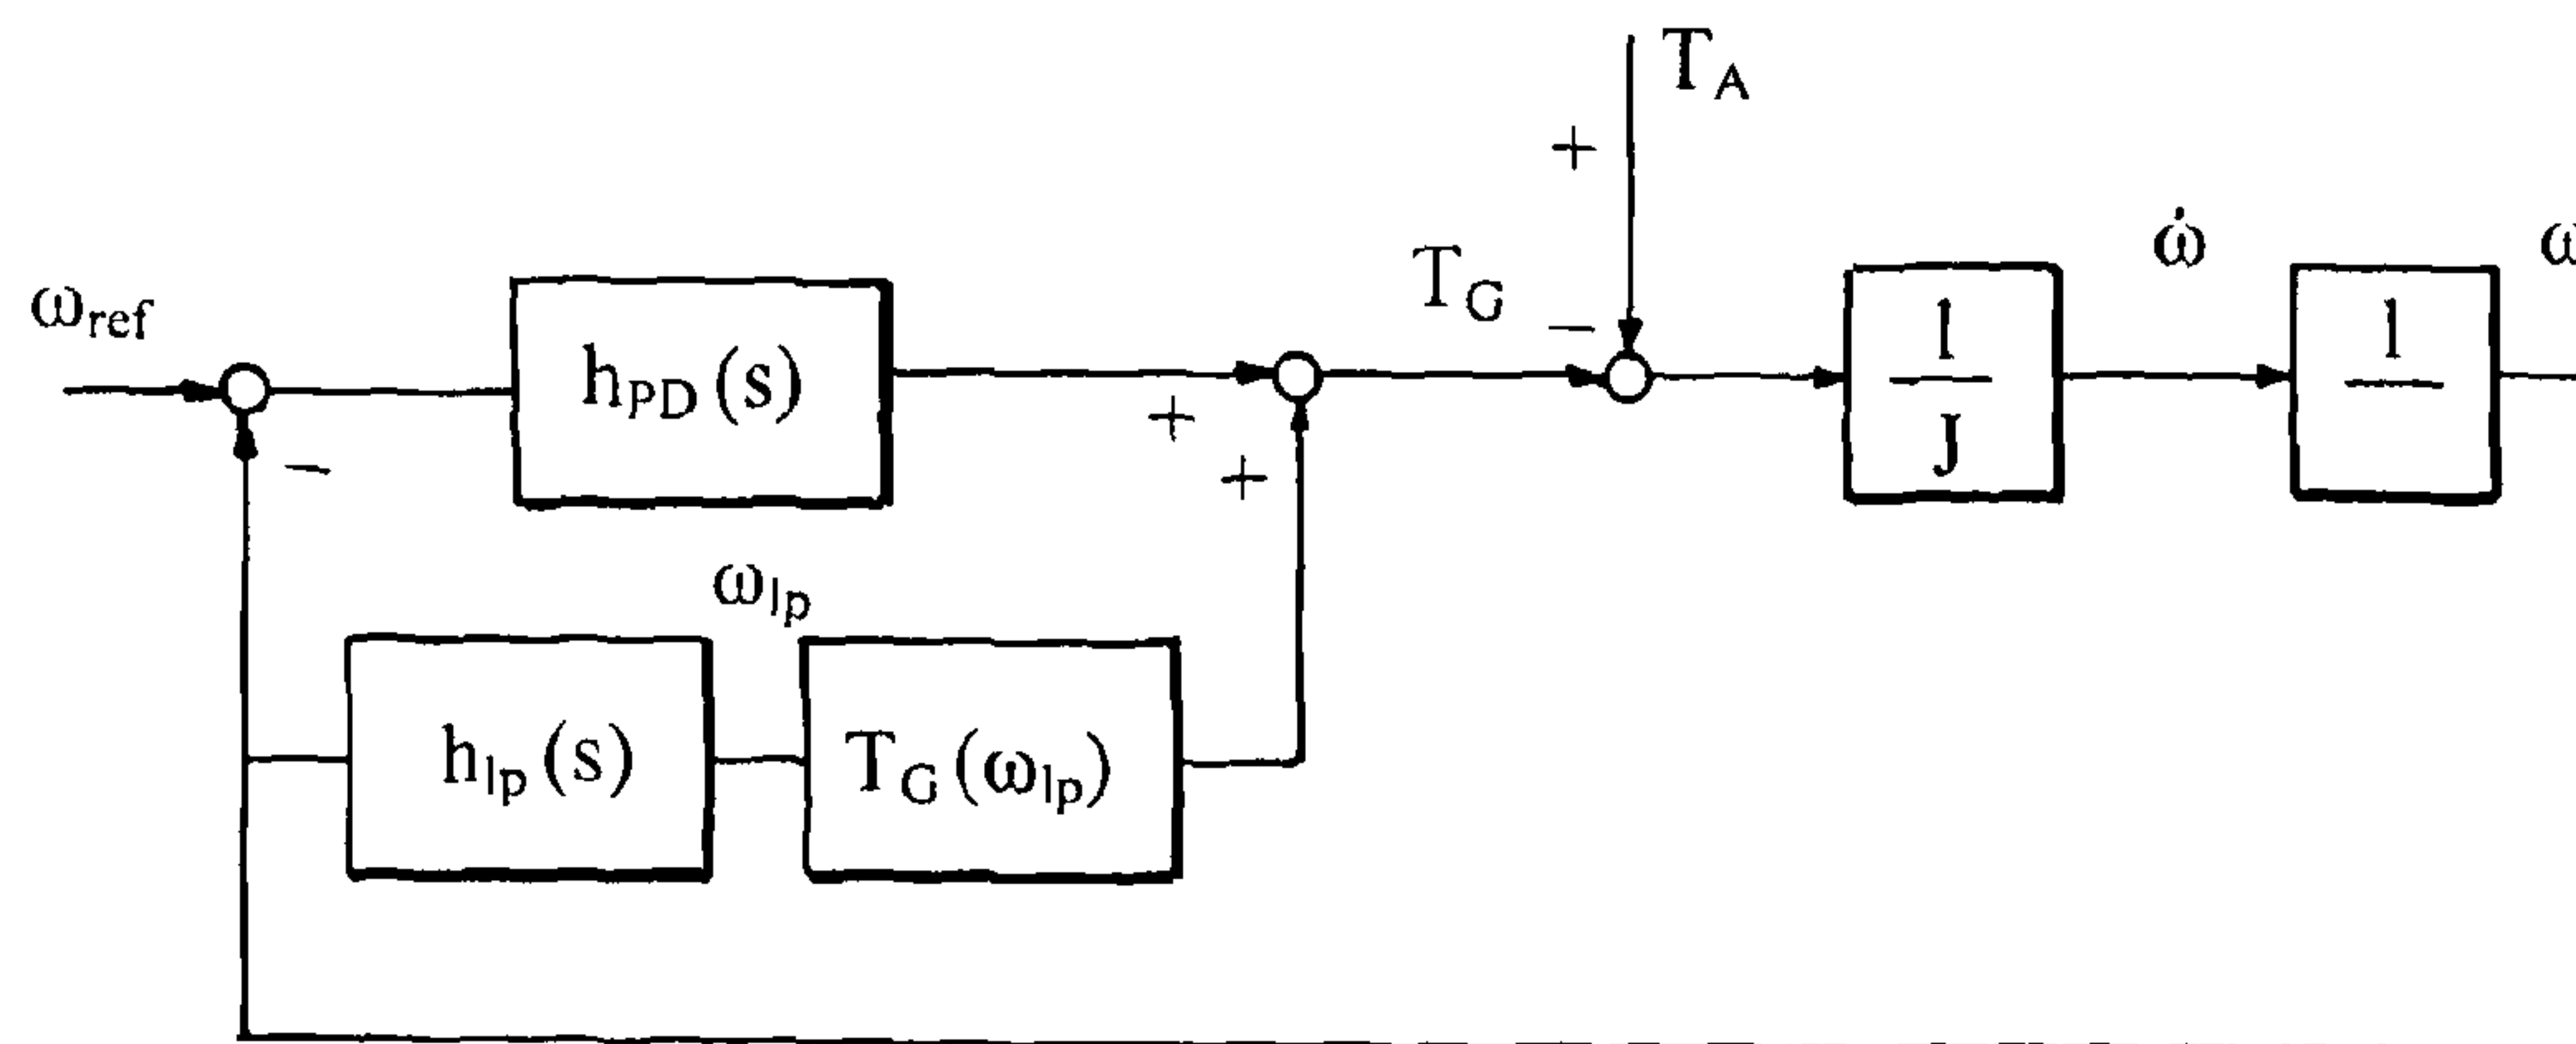 T_A
+
T_G
−
ω̇
ω
ω_ref
h_PD (s)
1
J
1
−
+
+
ω_lp
h_lp (s)
T_G (ω_lp)